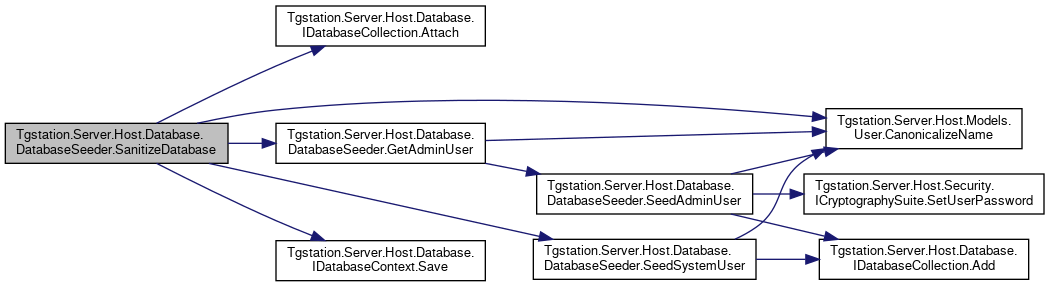 Tgstation.Server.Host.Database.
IDatabaseCollection.Attach
Tgstation.Server.Host.Database.
DatabaseSeeder.SanitizeDatabase
Tgstation.Server.Host.Database.
DatabaseSeeder.GetAdminUser
Tgstation.Server.Host.Models.
User.CanonicalizeName
Tgstation.Server.Host.Database.
DatabaseSeeder.SeedAdminUser
Tgstation.Server.Host.Security.
ICryptographySuite.SetUserPassword
Tgstation.Server.Host.Database.
IDatabaseContext.Save
Tgstation.Server.Host.Database.
DatabaseSeeder.SeedSystemUser
Tgstation.Server.Host.Database.
IDatabaseCollection.Add